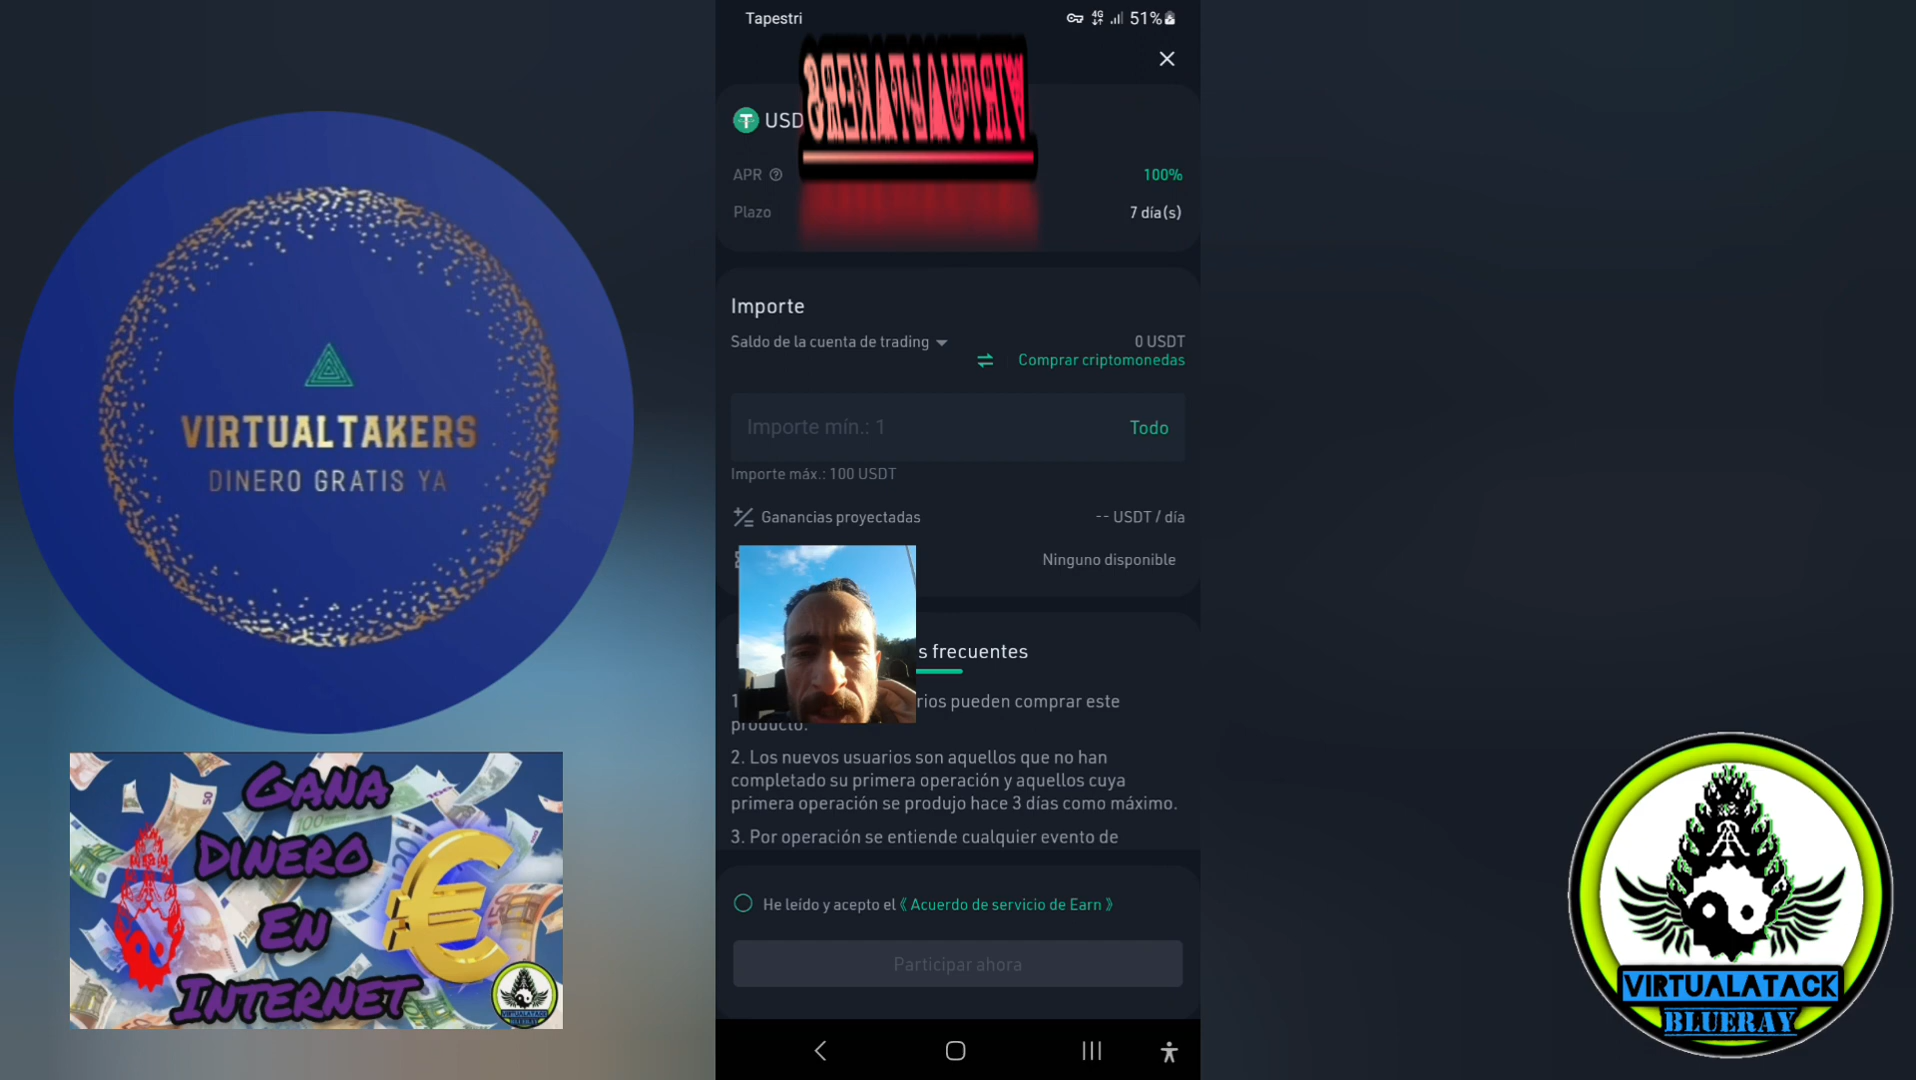 Tapestri
4G
51%
VIRTUALTAKERS
USD
APR
100%
Plazo
7 día(s)
Importe
Saldo de la cuenta de trading
0 USDT
Comprar criptomonedas
Importe mín.: 1
Todo
Importe máx.: 100 USDT
Ganancias proyectadas
-- USDT / día
Ninguno disponible
s frecuentes
1
rios pueden comprar este
producto.
2. Los nuevos usuarios son aquellos que no han
completado su primera operación y aquellos cuya
primera operación se produjo hace 3 días como máximo.
3. Por operación se entiende cualquier evento de
He leído y acepto el《 Acuerdo de servicio de Earn 》
Participar ahora
VIRTUALTAKERS
DINERO GRATIS YA
GANA
DINERO
EN
INTERNET
VIRTUALATACK
BLUERAY